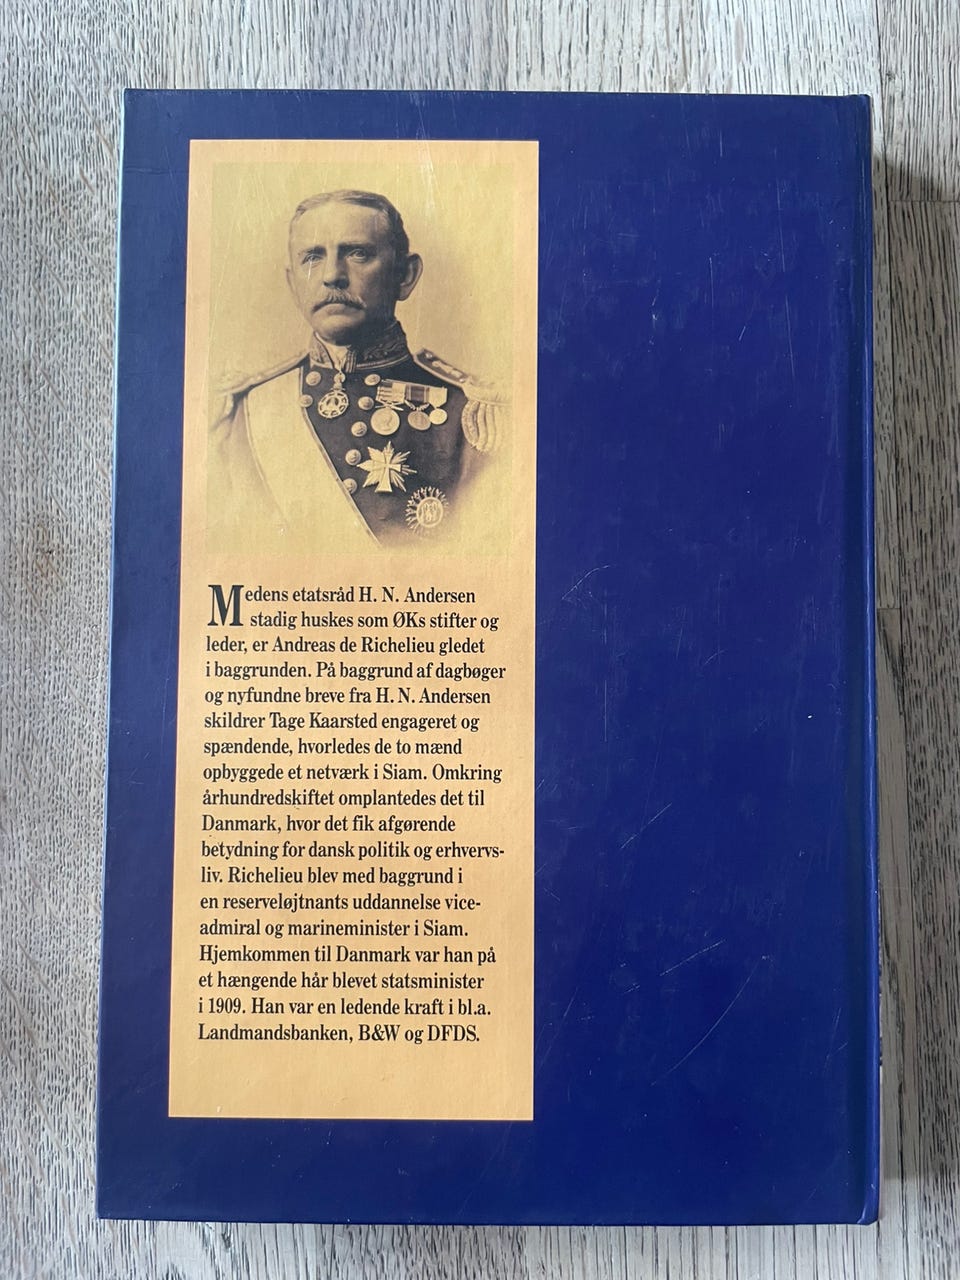 Medens etatsråd H. N. Andersen
stadig huskes som ØKs stifter og
leder, er Andreas de Richelieu gledet
i baggrunden. På baggrund af dagbøger
og nyfundne breve fra H. N. Andersen
skildrer Tage Kaarsted engageret og
spændende, hvorledes de to mænd
opbyggede et netværk i Siam. Omkring
århundredskiftet omplantedes det til
Danmark, hvor det fik afgørende
betydning for dansk politik og erhvervs-
liv. Richelieu blev med baggrund i
en reserveløjtnants uddannelse vice-
admiral og marineminister i Siam.
Hjemkommen til Danmark var han på
et hængende hår blevet statsminister
i 1909. Han var en ledende kraft i bl.a.
Landmandsbanken, B&W og DFDS.